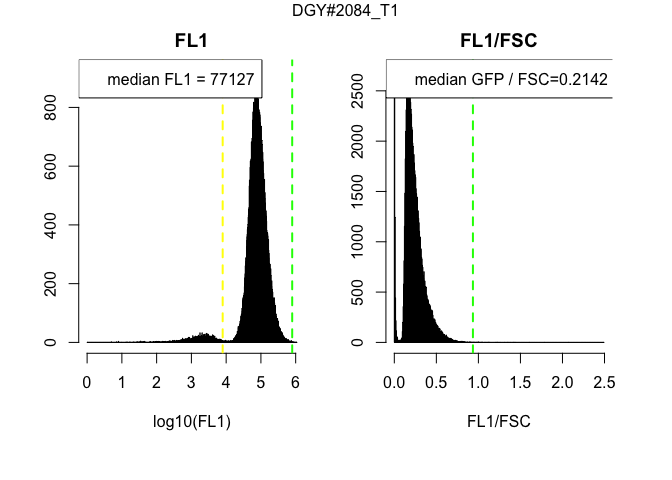 DGY#2084_T1
FL1
FL1/FSC
median FL1 = 77127
median GFP / FSC=0.2142
0 200 400 600 800
0 500 1000 1500 2000 2500
0 1 2 3 4 5 6
0.0 0.5 1.0 1.5 2.0 2.5
log10(FL1)
FL1/FSC